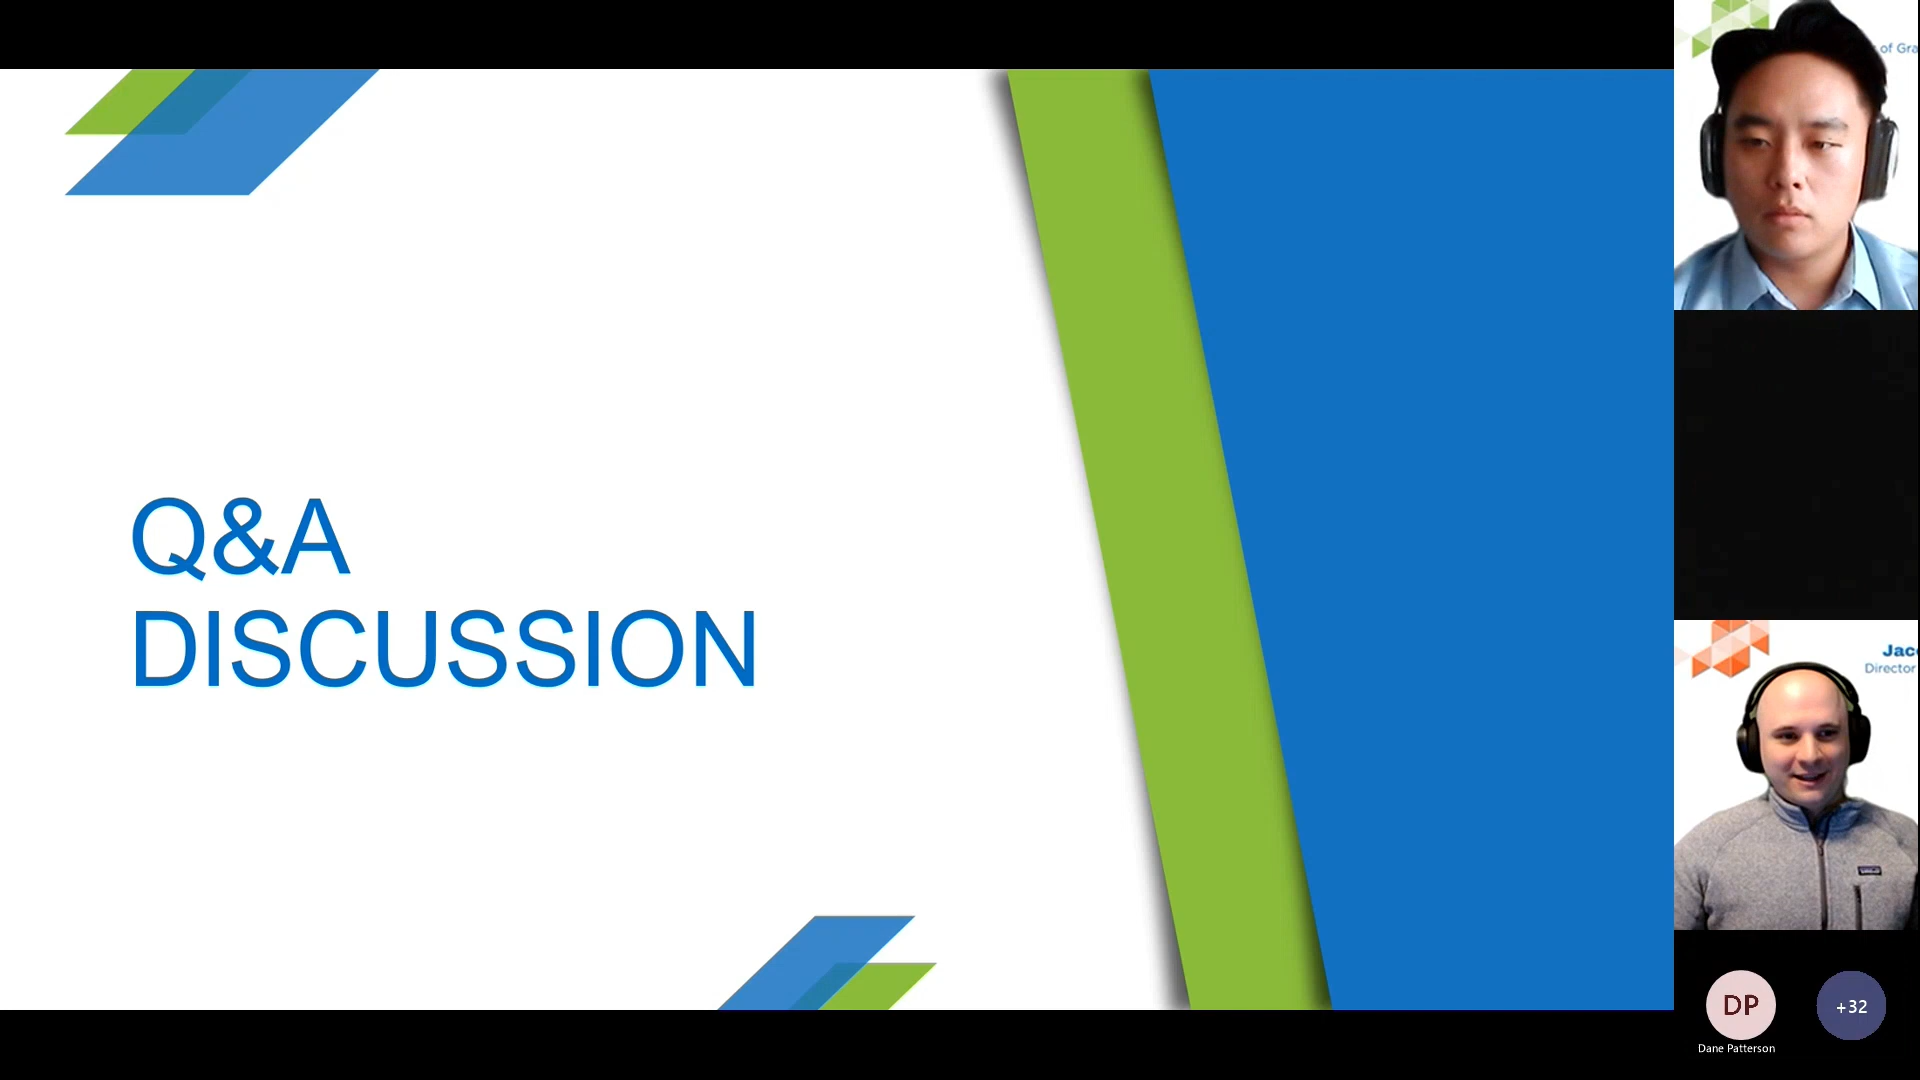 Q&A
DISCUSSION
of Gra
Jac
Director
DP
Dane Patterson
+32